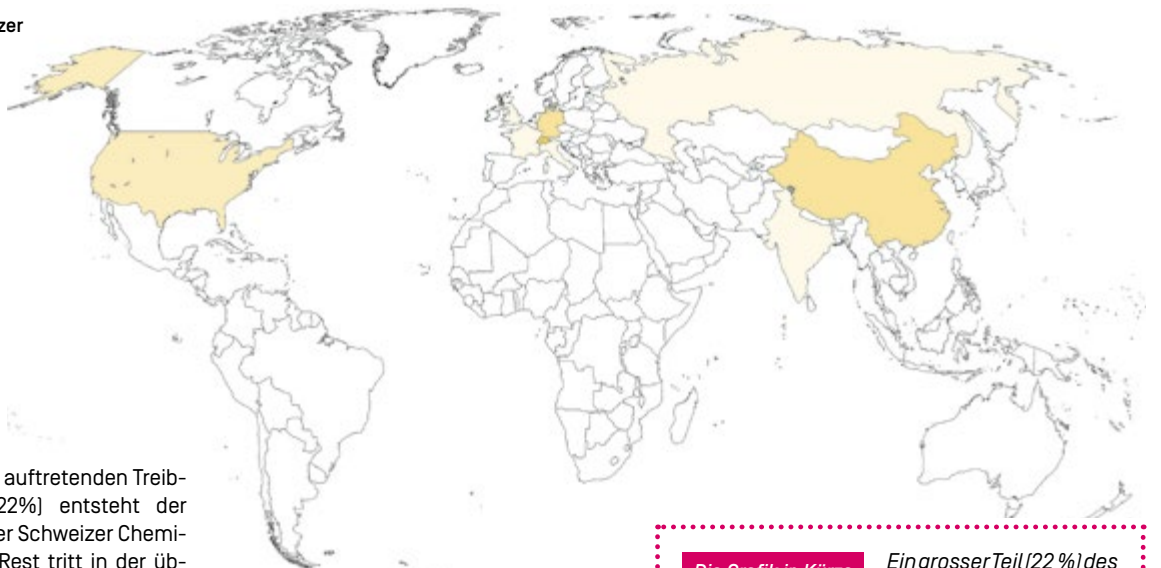 zer
auftretenden Treib-
22%) entsteht der
er Schweizer Chemi-
Rest tritt in der üb-
Die Grafik in Kürze
Ein grosser Teil (22 %) des